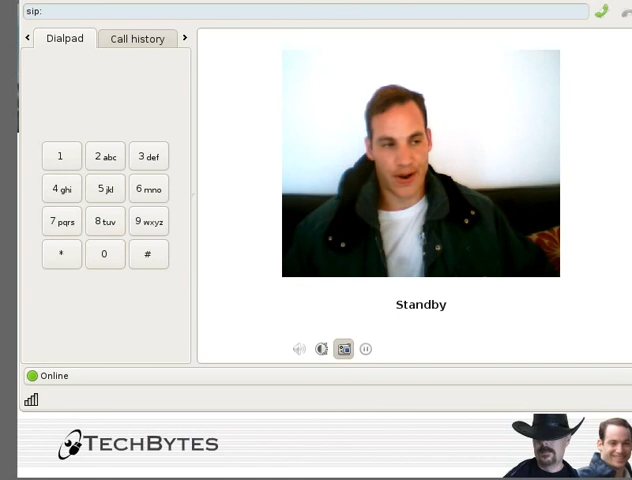 sip:
Dialpad
Call history
1
2 abc
3 def
4 ghi
5 jkl
6 mno
7 pqrs
8 tuv
9 wxyz
*
0
#
Standby
Online
TECHBYTES